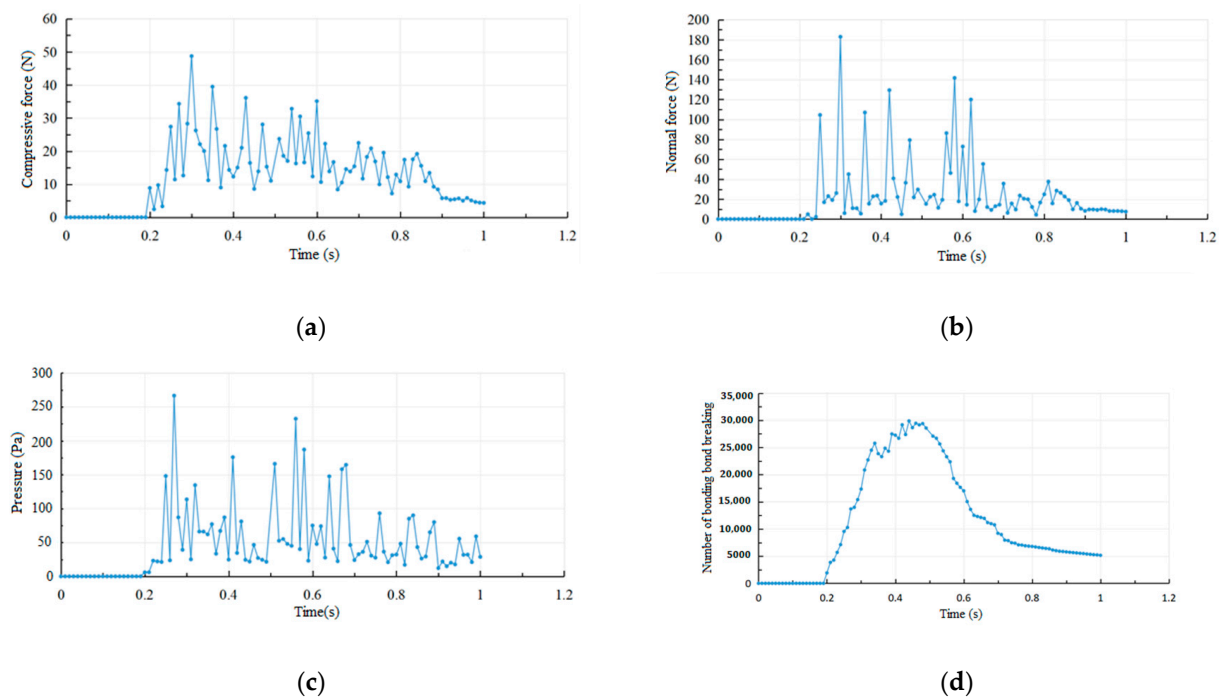 60
50
40
30
20
10
0
Compressive force (N)
0 0.2 0.4 0.6 0.8 1 1.2
Time (s)
(a)
200
180
160
140
120
100
80
60
40
20
0
Normal force (N)
0 0.2 0.4 0.6 0.8 1 1.2
Time (s)
(b)
300
250
200
150
100
50
0
Pressure (Pa)
0 0.2 0.4 0.6 0.8 1 1.2
Time(s)
(c)
35,000
30,000
25,000
20,000
15,000
10,000
5000
0
Number of bonding bond breaking
0 0.2 0.4 0.6 0.8 1 1.2
Time (s)
(d)